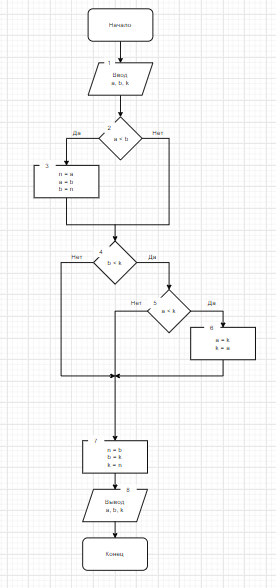 Начало
1
Ввод
a, b, k
2
a < b
Да
Нет
3
n = a
a = b
b = n
4
b < k
Нет
Да
5
a < k
Нет
Да
6
a = k
k = a
7
n = b
b = k
k = n
8
Вывод
a, b, k
Конец